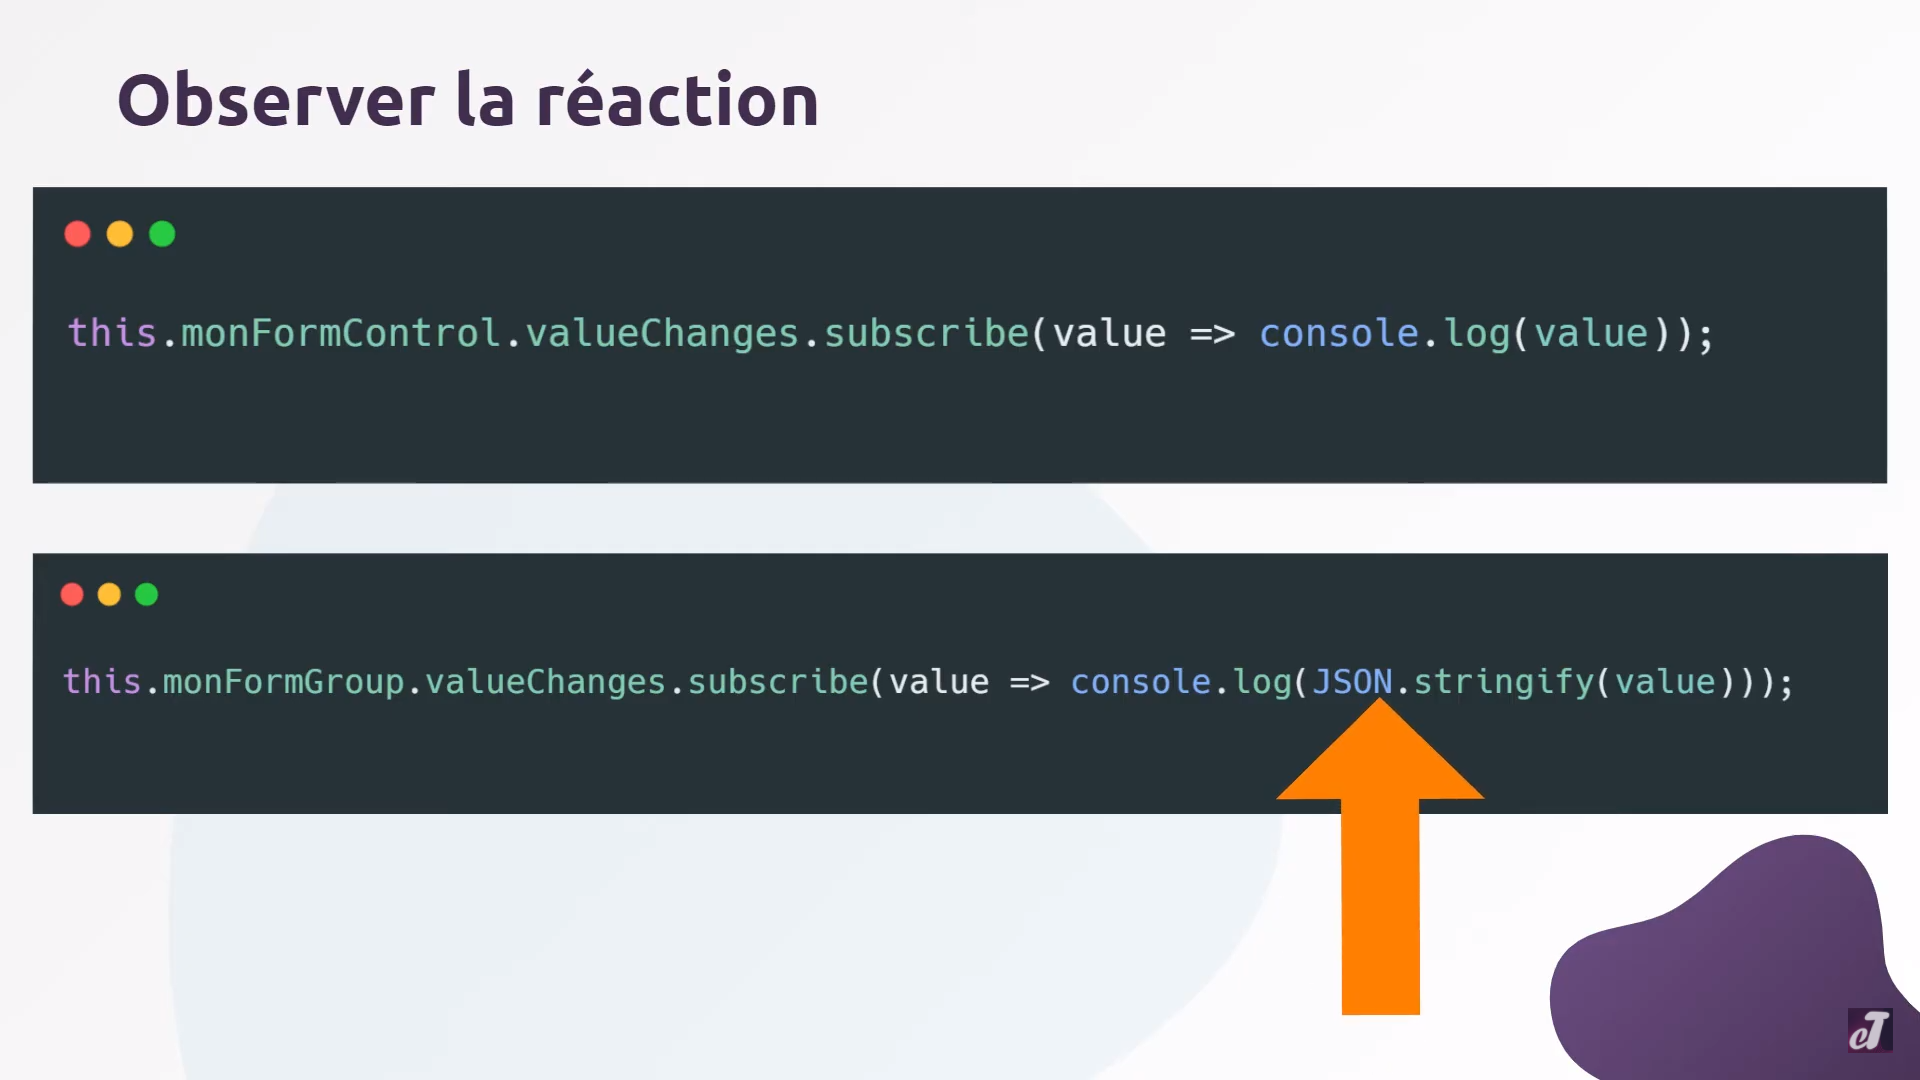 Observer la réaction
this.monFormControl.valueChanges.subscribe(value => console.log(value));
this.monFormGroup.valueChanges.subscribe(value => console.log(JSON.stringify(value)));
eT